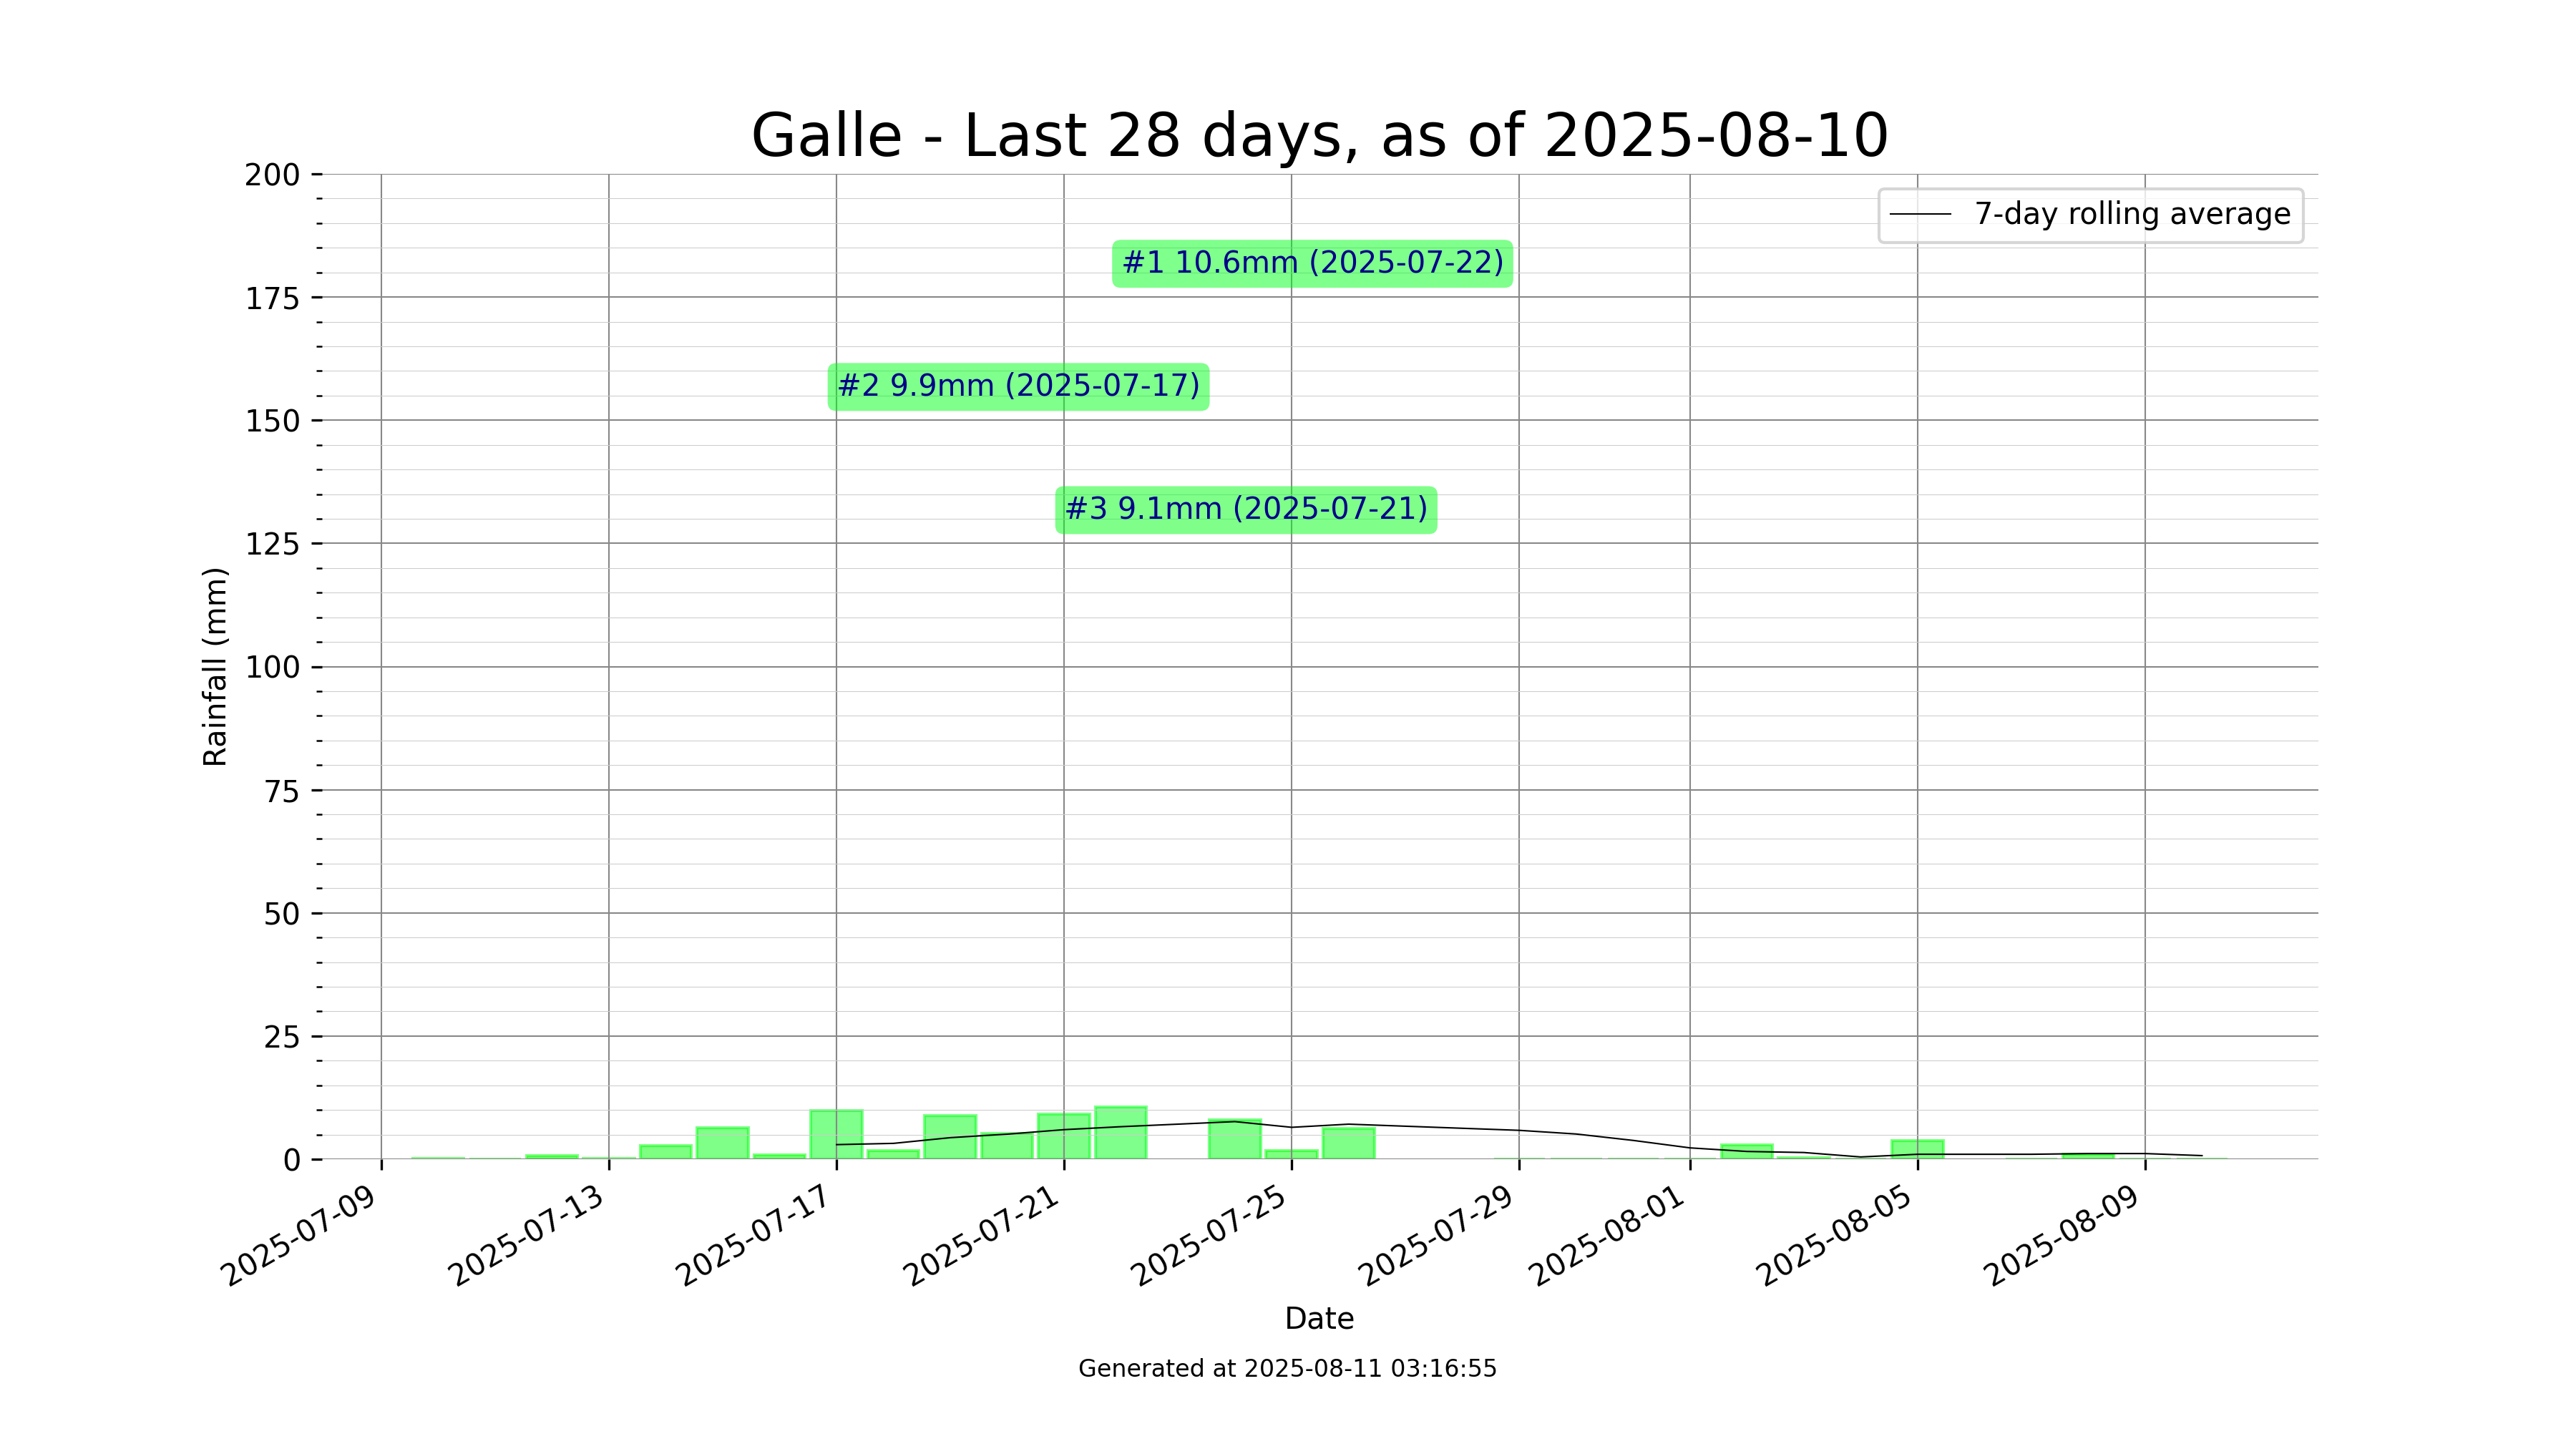 Galle - Last 28 days, as of 2025-08-10
7-day rolling average
#1 10.6mm (2025-07-22)
#2 9.9mm (2025-07-17)
#3 9.1mm (2025-07-21)
Rainfall (mm)
200
175
150
125
100
75
50
25
0
2025-07-09
2025-07-13
2025-07-17
2025-07-21
2025-07-25
2025-07-29
2025-08-01
2025-08-05
2025-08-09
Date
Generated at 2025-08-11 03:16:55